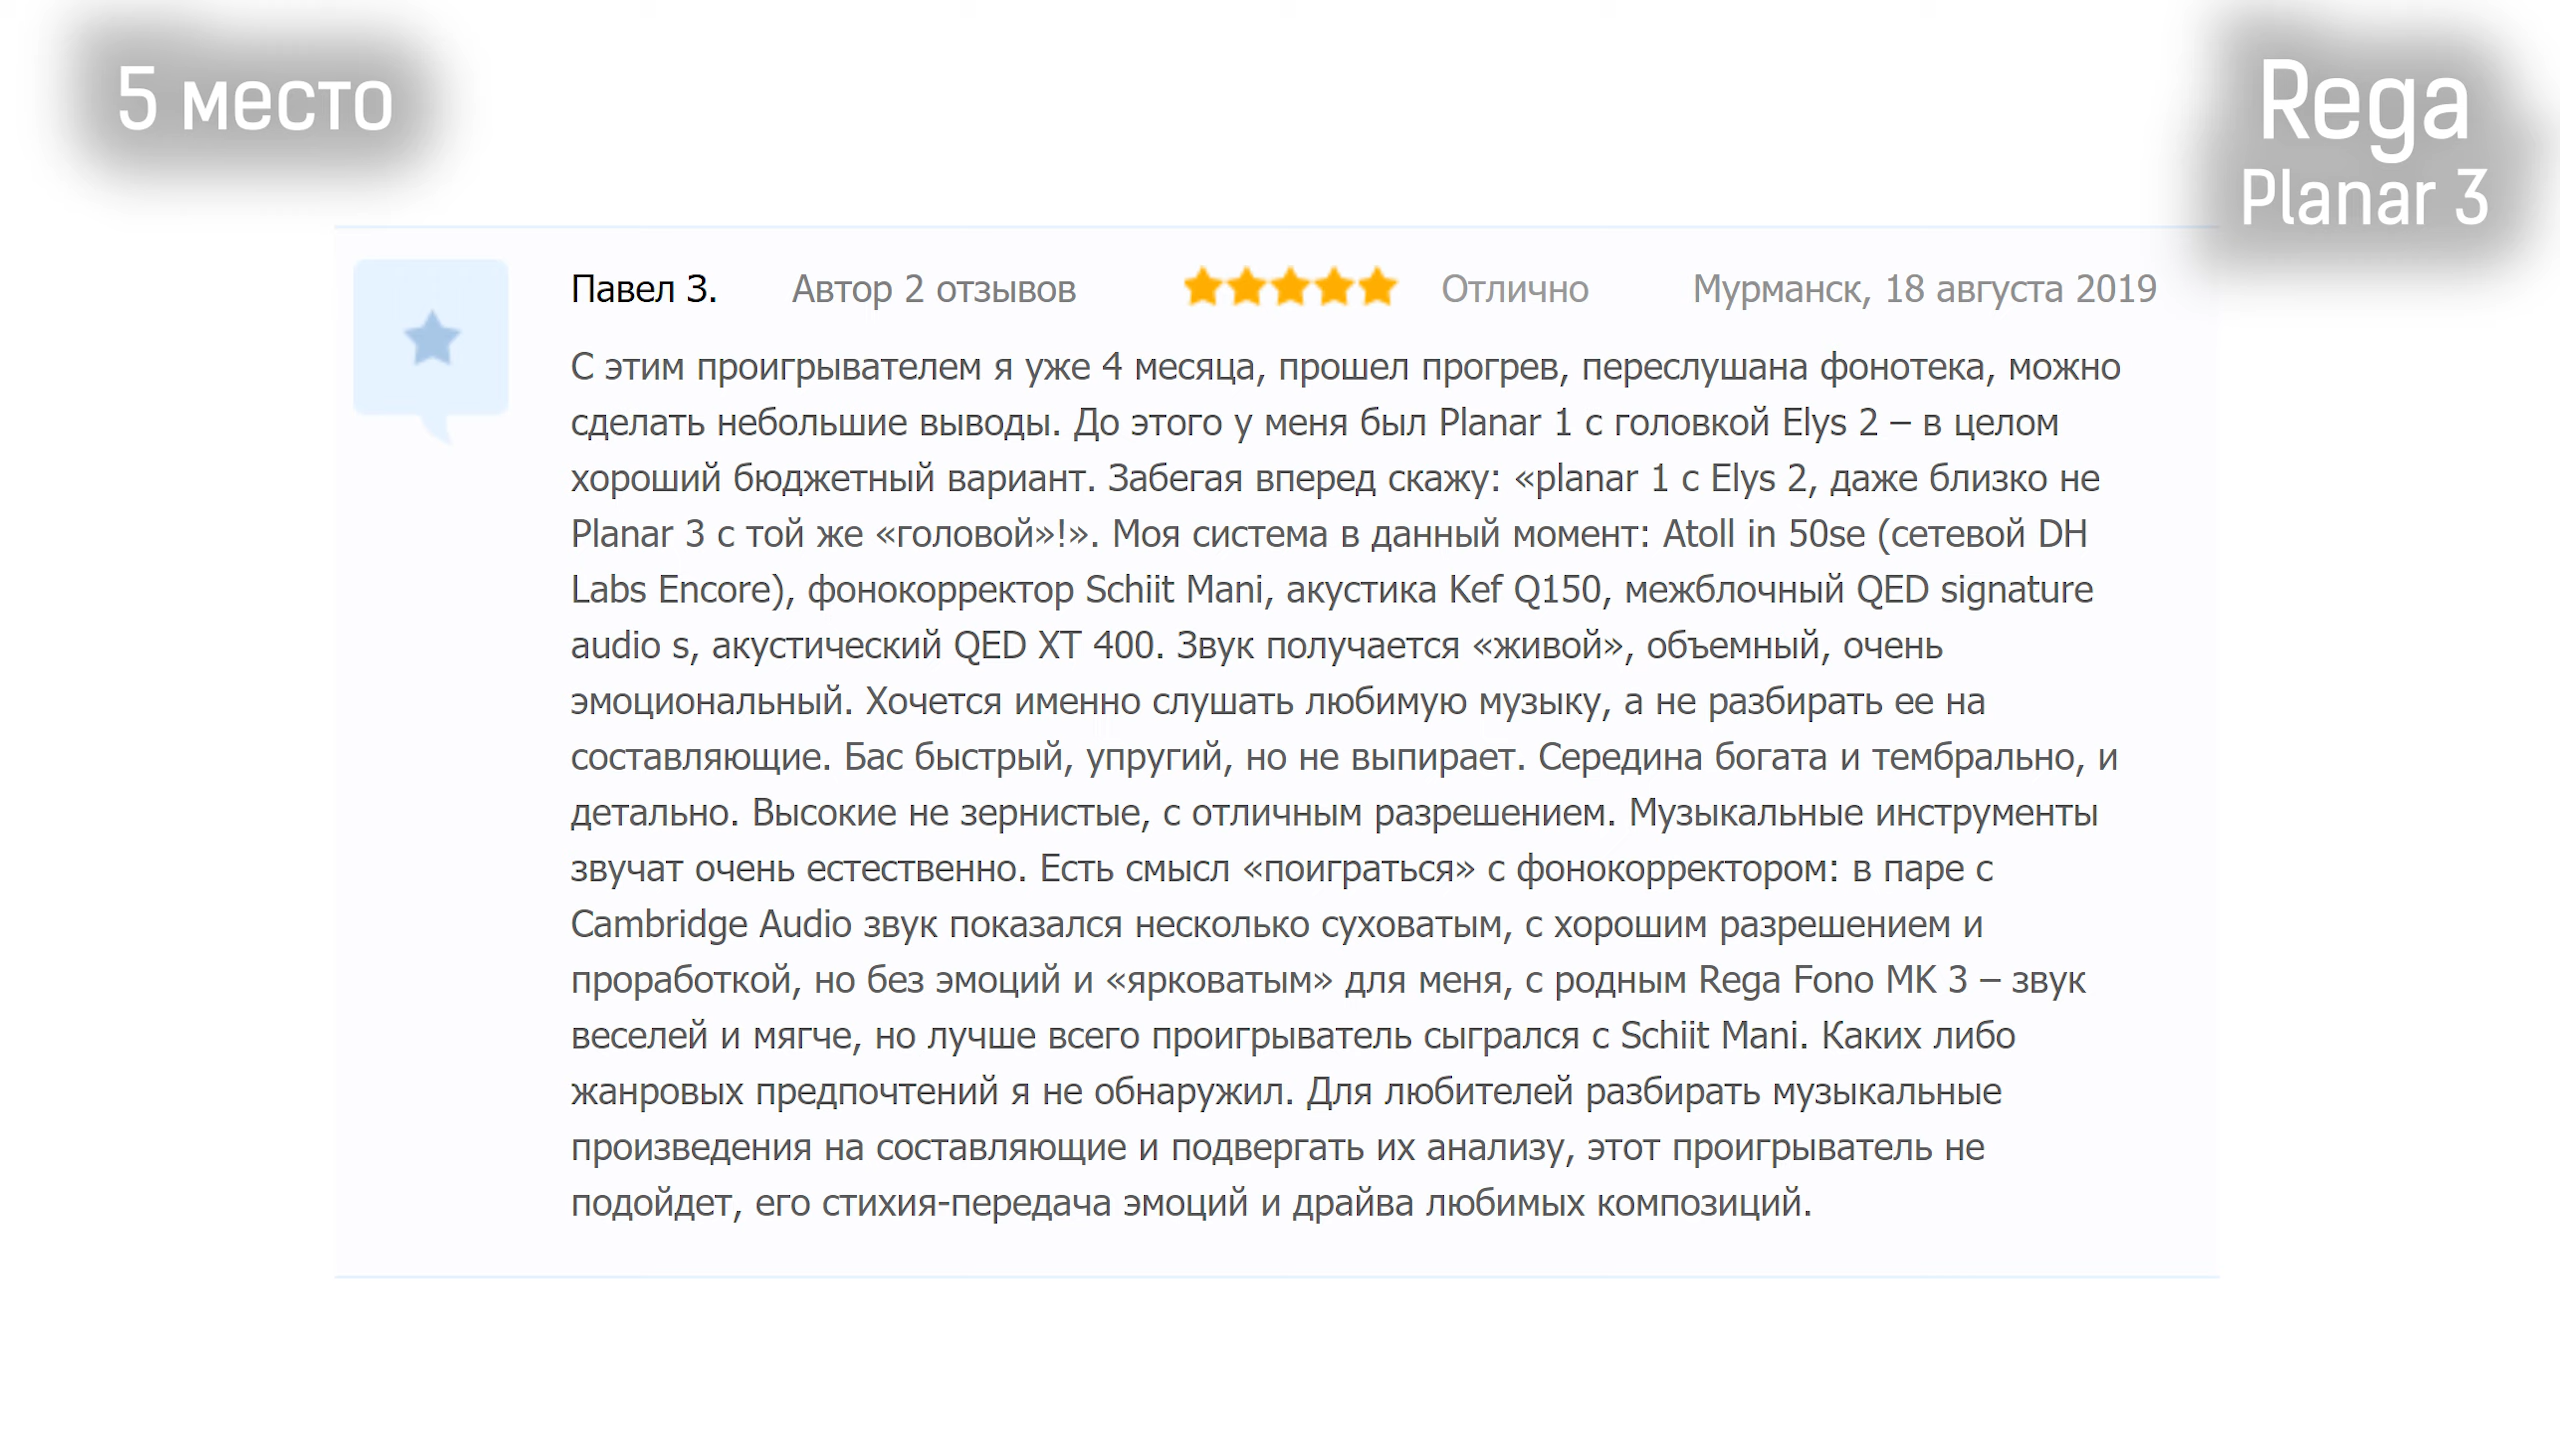 5 место
Rega
Planar 3
Павел З. Автор 2 отзывов Отлично Мурманск, 18 августа 2019
С этим проигрывателем я уже 4 месяца, прошел прогрев, переслушана фонотека, можно
сделать небольшие выводы. До этого у меня был Planar 1 с головкой Elys 2 – в целом
хороший бюджетный вариант. Забегая вперед скажу: «planar 1 с Elys 2, даже близко не
Planar 3 с той же «головой»!». Моя система в данный момент: Atoll in 50se (сетевой DH
Labs Encore), фонокорректор Schiit Mani, акустика Kef Q150, межблочный QED signature
audio s, акустический QED XT 400. Звук получается «живой», объемный, очень
эмоциональный. Хочется именно слушать любимую музыку, а не разбирать ее на
составляющие. Бас быстрый, упругий, но не выпирает. Середина богата и тембрально, и
детально. Высокие не зернистые, с отличным разрешением. Музыкальные инструменты
звучат очень естественно. Есть смысл «поиграться» с фонокорректором: в паре с
Cambridge Audio звук показался несколько суховатым, с хорошим разрешением и
проработкой, но без эмоций и «ярковатым» для меня, с родным Rega Fono MK 3 – звук
веселей и мягче, но лучше всего проигрыватель сыгрался с Schiit Mani. Каких либо
жанровых предпочтений я не обнаружил. Для любителей разбирать музыкальные
произведения на составляющие и подвергать их анализу, этот проигрыватель не
подойдет, его стихия-передача эмоций и драйва любимых композиций.